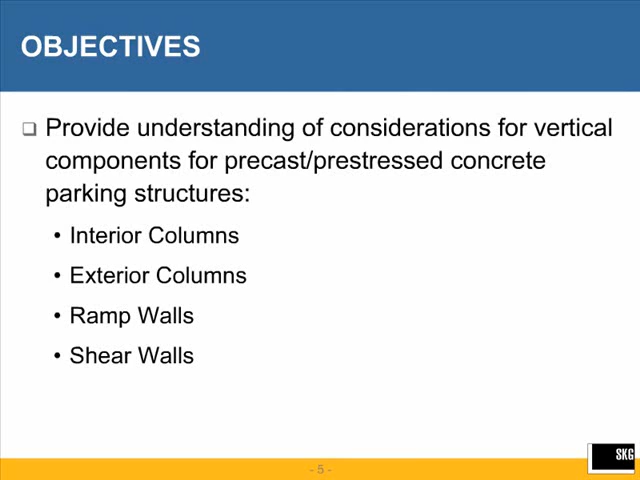 OBJECTIVES
❑ Provide understanding of considerations for vertical
components for precast/prestressed concrete
parking structures:
• Interior Columns
• Exterior Columns
• Ramp Walls
• Shear Walls
- 5 -
SKG